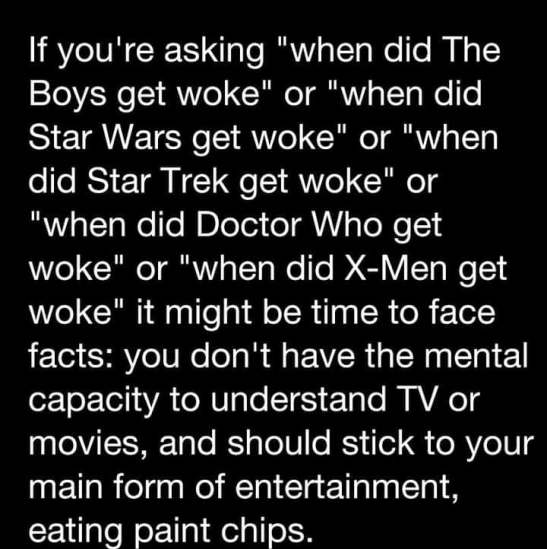 If you're asking "when did The
Boys get woke" or "when did
Star Wars get woke" or "when
did Star Trek get woke" or
"when did Doctor Who get
woke" or "when did X-Men get
woke" it might be time to face
facts: you don't have the mental
capacity to understand TV or
movies, and should stick to your
main form of entertainment,
eating paint chips.